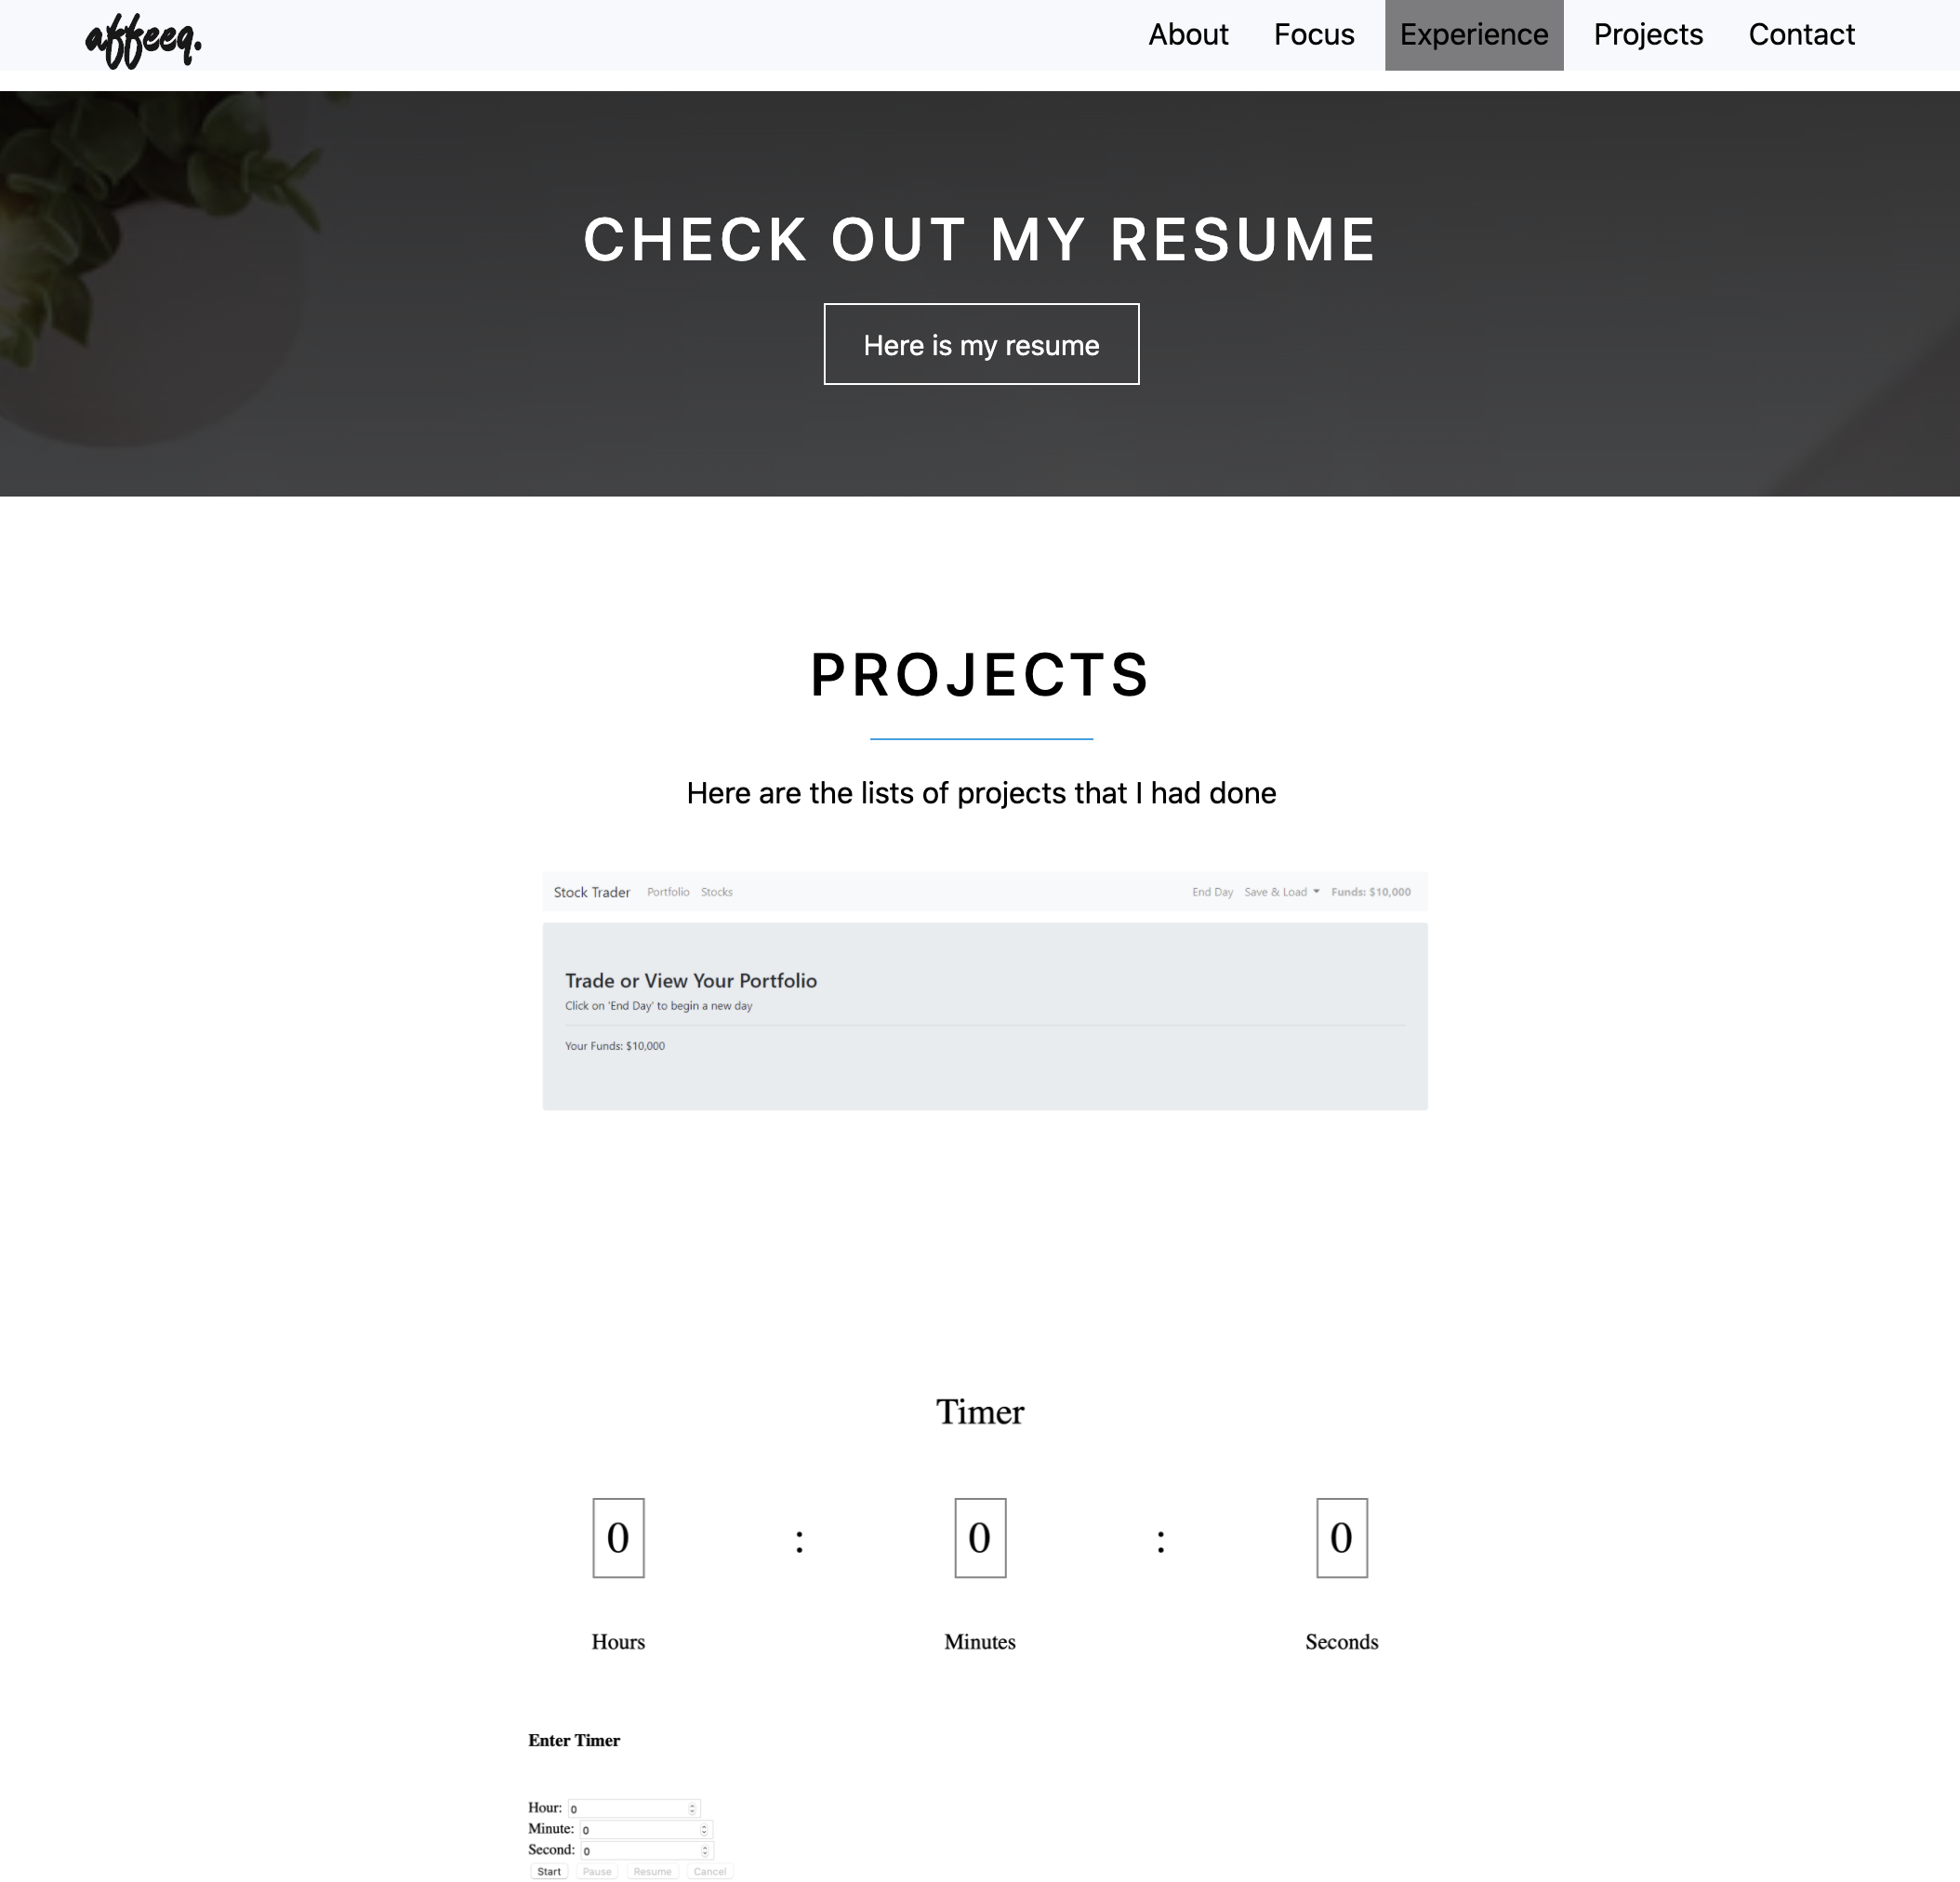 affeeq.
About Focus Experience Projects Contact
CHECK OUT MY RESUME
Here is my resume
PROJECTS
Here are the lists of projects that I had done
Stock Trader Portfolio Stocks End Day Save & Load Funds: $10,000
Trade or View Your Portfolio
Click on 'End Day' to begin a new day
Your Funds: $10,000
Timer
0 : 0 : 0
Hours Minutes Seconds
Enter Timer
Hour: 0
Minute: 0
Second: 0
Start Pause Resume Cancel